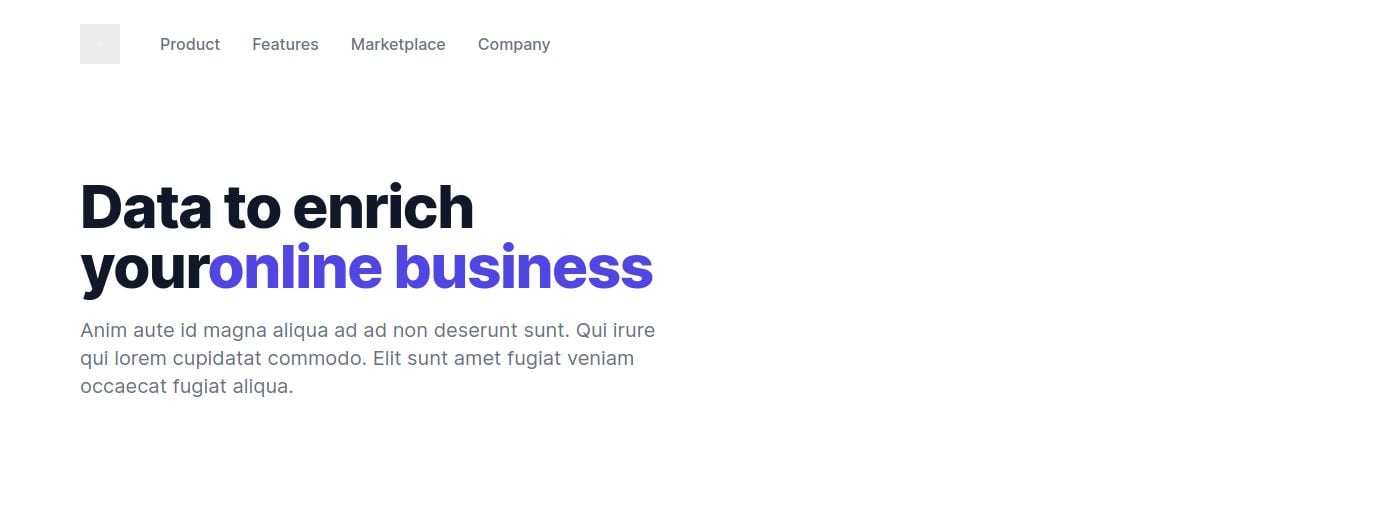 Product Features Marketplace Company
Data to enrich
youronline business
Anim aute id magna aliqua ad ad non deserunt sunt. Qui irure
qui lorem cupidatat commodo. Elit sunt amet fugiat veniam
occaecat fugiat aliqua.